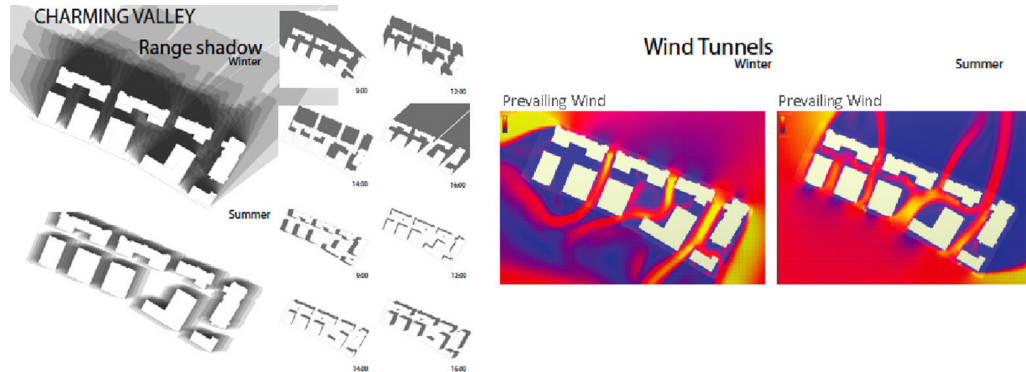 CHARMING VALLEY
Range shadow
Winter
9:00
12:00
14:00
16:00
Summer
9:00
12:00
14:00
16:00
Wind Tunnels
Winter
Summer
Prevailing Wind
Prevailing Wind